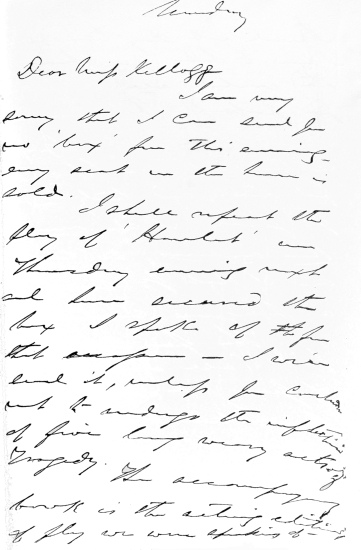 Tuesday
Dear Miss Kellogg
I am very
sorry that I can send you
no 'box' for this evening -
every seat in the house is
sold.
I shall repeat the
play of 'Hamlet' on
Thursday evening next
and have secured the
box I spoke of for
that occasion — I will
send it, unless you
not to undergo the infliction
of five long weary acts of
Tragedy. The accompanying
book is the acting edition
of play we were speaking of -